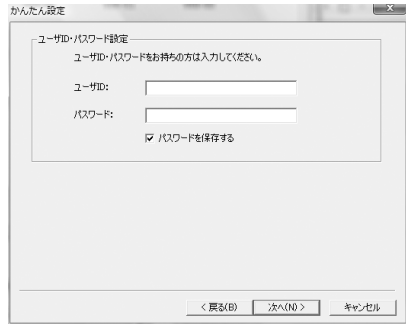 かんたん設定
ユーザID・パスワード設定
ユーザID・パスワードをお持ちの方は入力してください。
ユーザID:
パスワード:
パスワードを保存する
< 戻る(B)
次へ(N) >
キャンセル